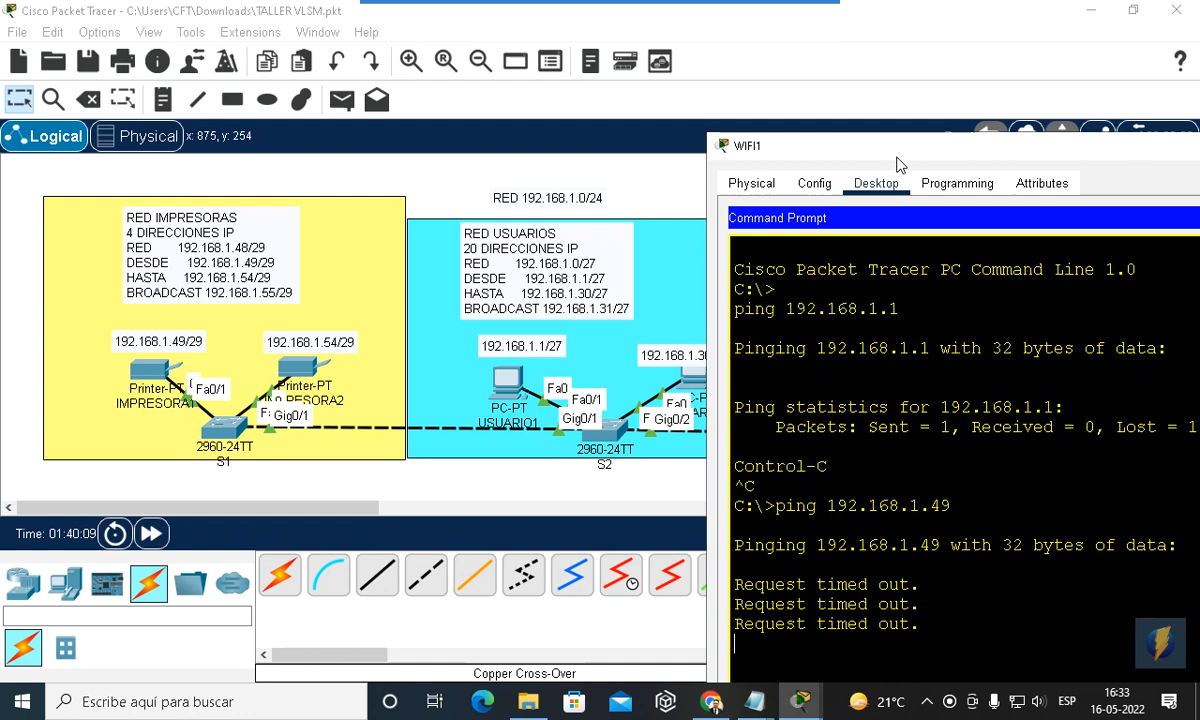 Cisco Packet Tracer - C:\Users\CFT\Downloads\TALLER VLSM.pkt
File Edit Options View Tools Extensions Window Help
Logical Physical x: 875, y: 254
WIFI1
Physical Config Desktop Programming Attributes
Command Prompt
RED 192.168.1.0/24
RED IMPRESORAS
4 DIRECCIONES IP
RED 192.168.1.48/29
DESDE 192.168.1.49/29
HASTA 192.168.1.54/29
BROADCAST 192.168.1.55/29
RED USUARIOS
20 DIRECCIONES IP
RED 192.168.1.0/27
DESDE 192.168.1.1/27
HASTA 192.168.1.30/27
BROADCAST 192.168.1.31/27
192.168.1.49/29
192.168.1.54/29
192.168.1.1/27
192.168.1.30
Printer-PT
IMPRESORA1
Fa0/1
Printer-PT
Gig0/1
2960-24TT
S1
PC-PT
USUARIO1
Fa0
Fa0/1
Gig0/1
Fa0
F Gig0/2
2960-24TT
S2
Cisco Packet Tracer PC Command Line 1.0
C:\>
ping 192.168.1.1
Pinging 192.168.1.1 with 32 bytes of data:
Ping statistics for 192.168.1.1:
Packets: Sent = 1, Received = 0, Lost = 1
Control-C
^C
C:\>ping 192.168.1.49
Pinging 192.168.1.49 with 32 bytes of data:
Request timed out.
Request timed out.
Request timed out.
Time: 01:40:09
Copper Cross-Over
Escribe aquí para buscar
21°C
ESP
16:33
16-05-2022